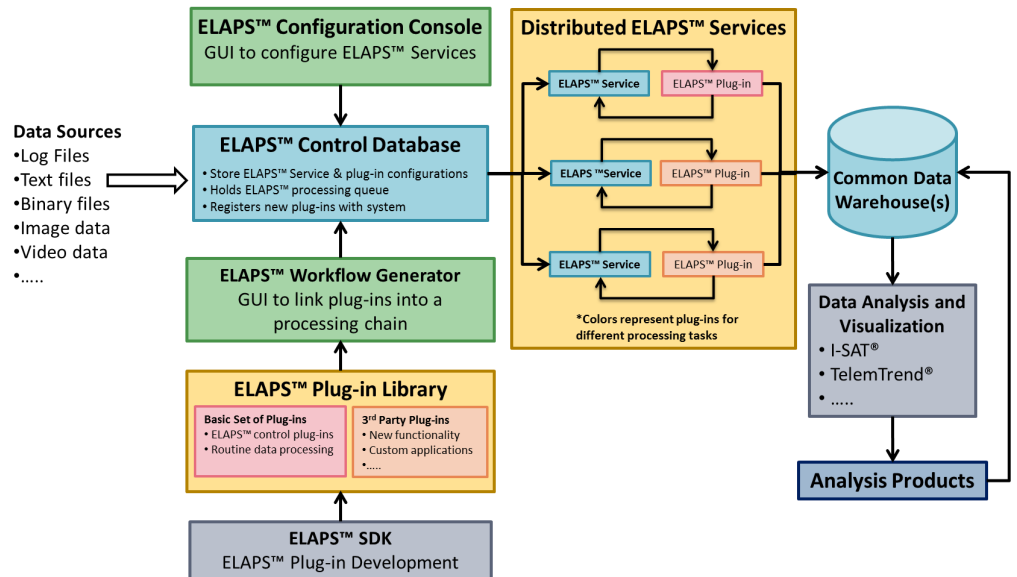 ELAPS™ Configuration Console
GUI to configure ELAPS™ Services
Data Sources
•Log Files
•Text files
•Binary files
•Image data
•Video data
•.....
ELAPS™ Control Database
• Store ELAPS™ Service & plug-in configurations
• Holds ELAPS™ processing queue
• Registers new plug-ins with system
ELAPS™ Workflow Generator
GUI to link plug-ins into a
processing chain
ELAPS™ Plug-in Library
Basic Set of Plug-ins
• ELAPS™ control plug-ins
• Routine data processing
3rd Party Plug-ins
• New functionality
• Custom applications
•.....
ELAPS™ SDK
ELAPS™ Plug-in Development
Distributed ELAPS™ Services
ELAPS™ Service
ELAPS™ Plug-in
ELAPS ™Service
ELAPS™ Plug-in
ELAPS™ Service
ELAPS™ Plug-in
*Colors represent plug-ins for
different processing tasks
Common Data
Warehouse(s)
Data Analysis and
Visualization
• I-SAT®
• TelemTrend®
• .....
Analysis Products